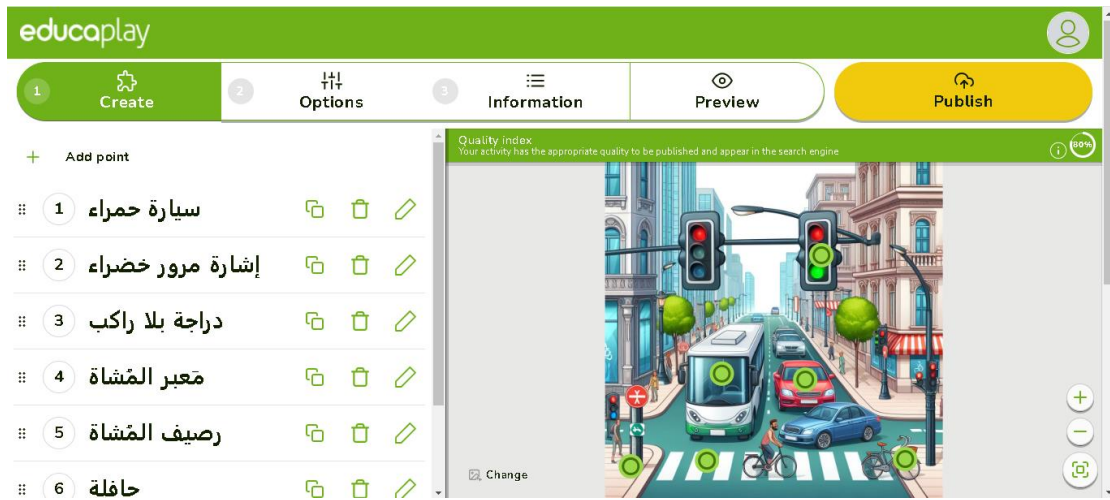 educaplay
1 Create
2 Options
3 Information
Preview
Publish
+ Add point
Quality index
Your activity has the appropriate quality to be published and appear in the search engine
80%
1 سيارة حمراء
2 إشارة مرور خضراء
3 دراجة بلا راكب
4 مَعبر المُشاة
5 رصيف المُشاة
6 حافلة
Change